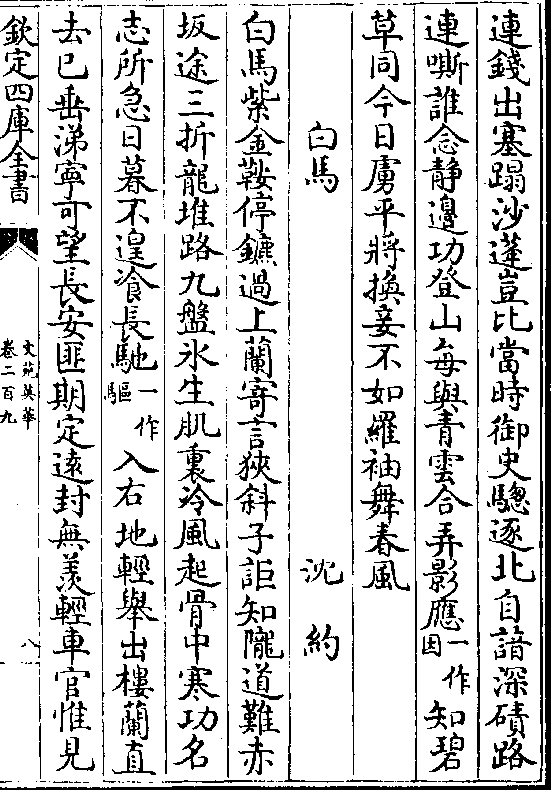 連錢出塞蹋沙蓬豈比當時御史驄逐北自諳深磧路
連嘶誰念静邊功登山每與青雲合弄影應一作因知碧
草同今日虜平將換妾不如羅袖舞春風
白馬 沈約
白馬紫金鞍停鑣過上蘭寄言狹斜子詎知隴道難赤
坂途三折龍堆路九盤氷生肌裏冷風起骨中寒功名
志所急日暮不遑飡長馳一作驅入右地輕舉出樓蘭直
去已垂涕寧可望長安匪期定逺封無羨輕車官惟見
欽定四庫全書
文苑英華
卷二百九
八